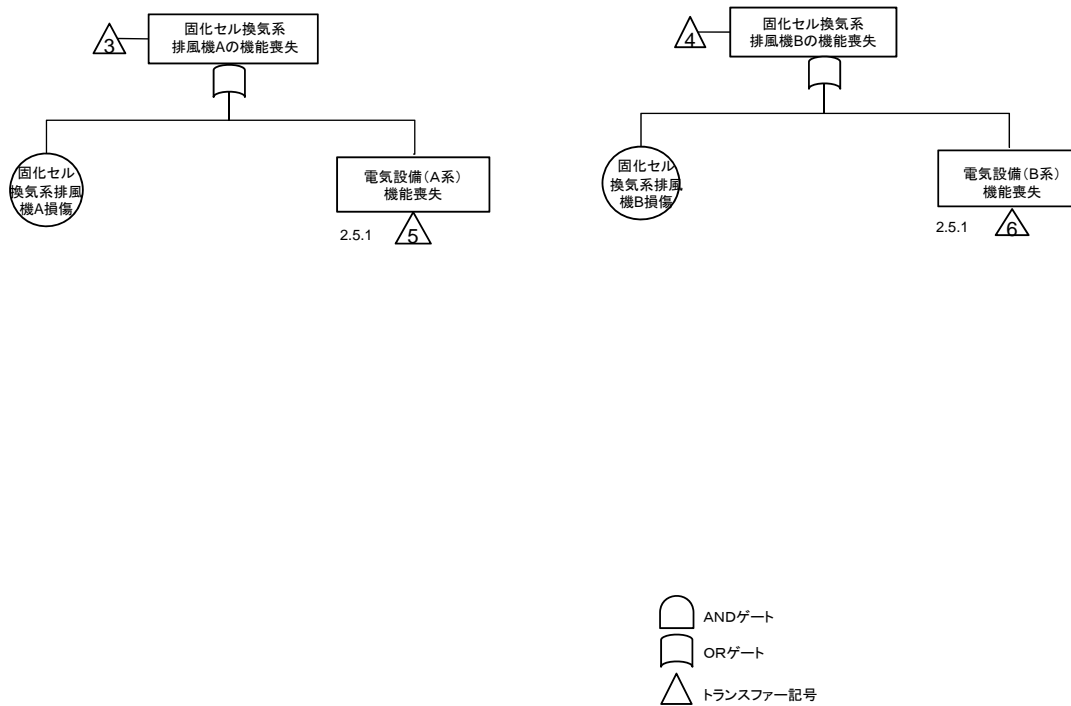 3
固化セル換気系
排風機Aの機能喪失
固化セル
換気系排風
機A損傷
電気設備(A系)
機能喪失
2.5.1
5
4
固化セル換気系
排風機Bの機能喪失
固化セル
換気系排風
機B損傷
電気設備(B系)
機能喪失
2.5.1
6
ANDゲート
ORゲート
トランスファー記号